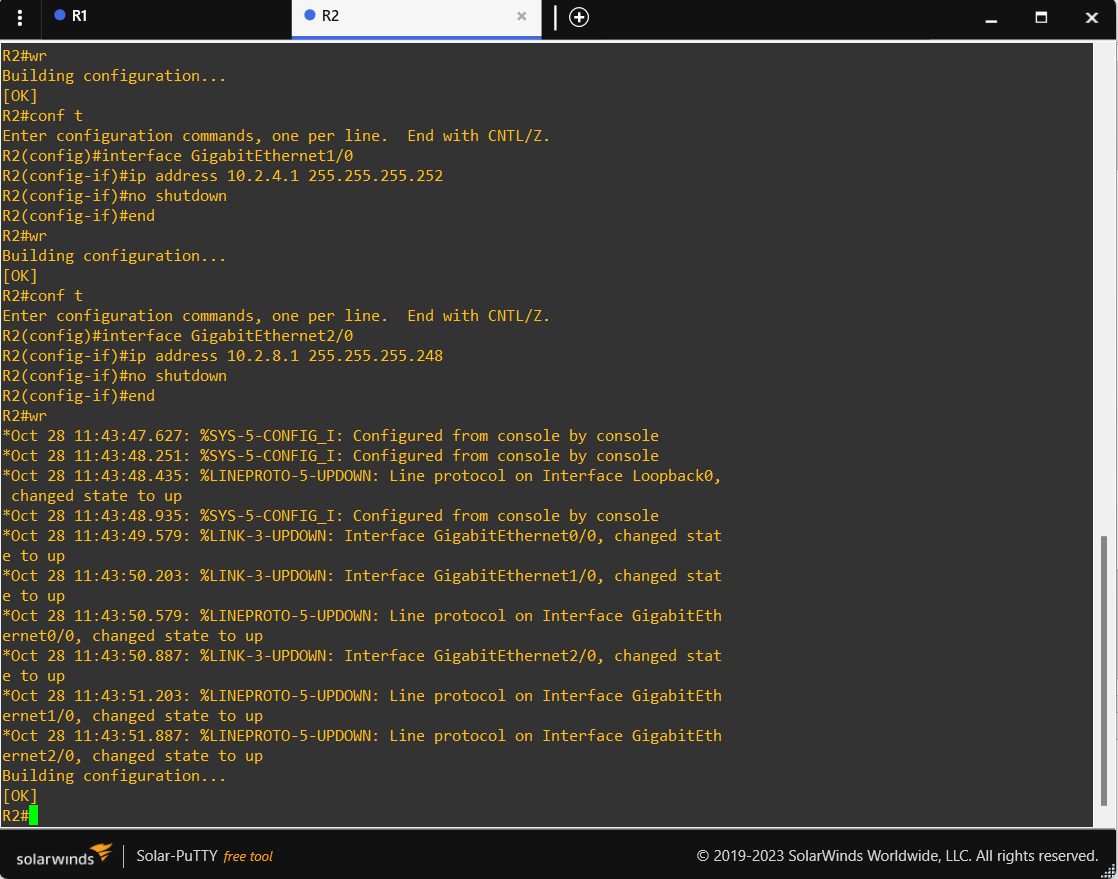 R1
R2
R2#wr
Building configuration...
[OK]
R2#conf t
Enter configuration commands, one per line.  End with CNTL/Z.
R2(config)#interface GigabitEthernet1/0
R2(config-if)#ip address 10.2.4.1 255.255.255.252
R2(config-if)#no shutdown
R2(config-if)#end
R2#wr
Building configuration...
[OK]
R2#conf t
Enter configuration commands, one per line.  End with CNTL/Z.
R2(config)#interface GigabitEthernet2/0
R2(config-if)#ip address 10.2.8.1 255.255.255.248
R2(config-if)#no shutdown
R2(config-if)#end
R2#wr
*Oct 28 11:43:47.627: %SYS-5-CONFIG_I: Configured from console by console
*Oct 28 11:43:48.251: %SYS-5-CONFIG_I: Configured from console by console
*Oct 28 11:43:48.435: %LINEPROTO-5-UPDOWN: Line protocol on Interface Loopback0,
 changed state to up
*Oct 28 11:43:48.935: %SYS-5-CONFIG_I: Configured from console by console
*Oct 28 11:43:49.579: %LINK-3-UPDOWN: Interface GigabitEthernet0/0, changed stat
e to up
*Oct 28 11:43:50.203: %LINK-3-UPDOWN: Interface GigabitEthernet1/0, changed stat
e to up
*Oct 28 11:43:50.579: %LINEPROTO-5-UPDOWN: Line protocol on Interface GigabitEth
ernet0/0, changed state to up
*Oct 28 11:43:50.887: %LINK-3-UPDOWN: Interface GigabitEthernet2/0, changed stat
e to up
*Oct 28 11:43:51.203: %LINEPROTO-5-UPDOWN: Line protocol on Interface GigabitEth
ernet1/0, changed state to up
*Oct 28 11:43:51.887: %LINEPROTO-5-UPDOWN: Line protocol on Interface GigabitEth
ernet2/0, changed state to up
Building configuration...
[OK]
R2#
solarwinds Solar-PuTTY free tool
© 2019-2023 SolarWinds Worldwide, LLC. All rights reserved.